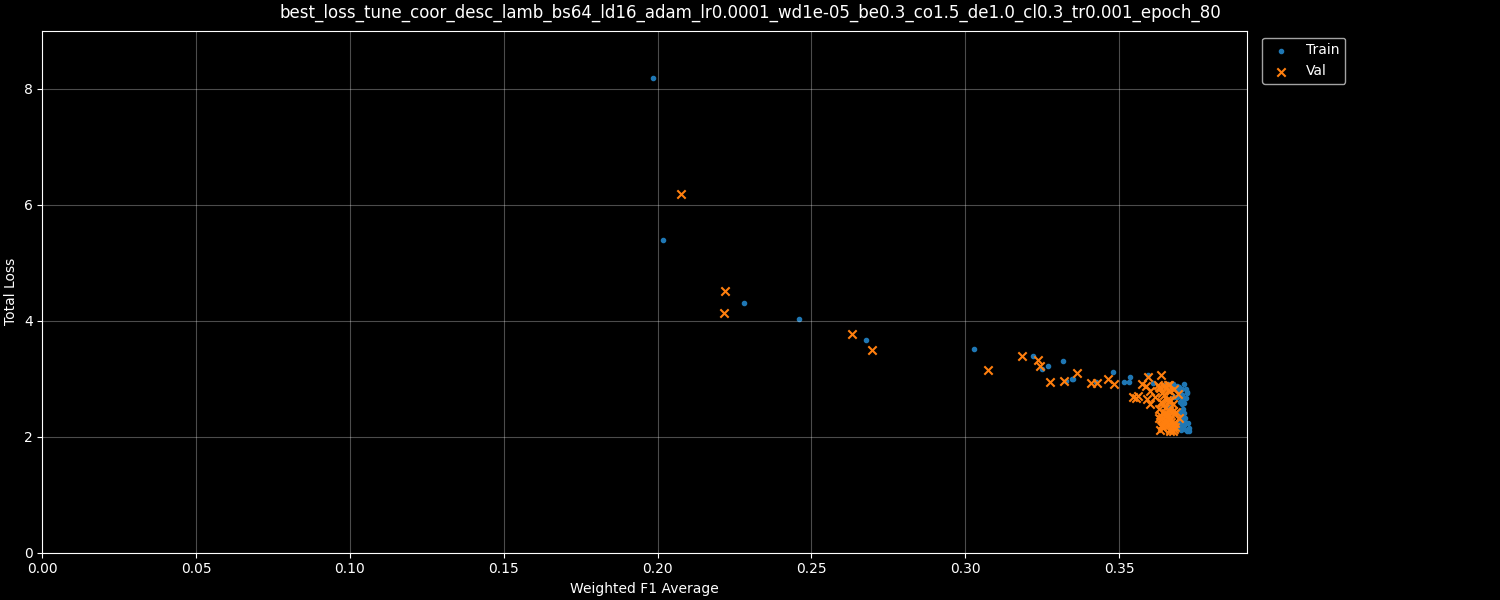 best_loss_tune_coor_desc_lamb_bs64_ld16_adam_lr0.0001_wd1e-05_be0.3_co1.5_de1.0_cl0.3_tr0.001_epoch_80
Train
Val
8
6
4
2
0
Total Loss
0.00 0.05 0.10 0.15 0.20 0.25 0.30 0.35
Weighted F1 Average